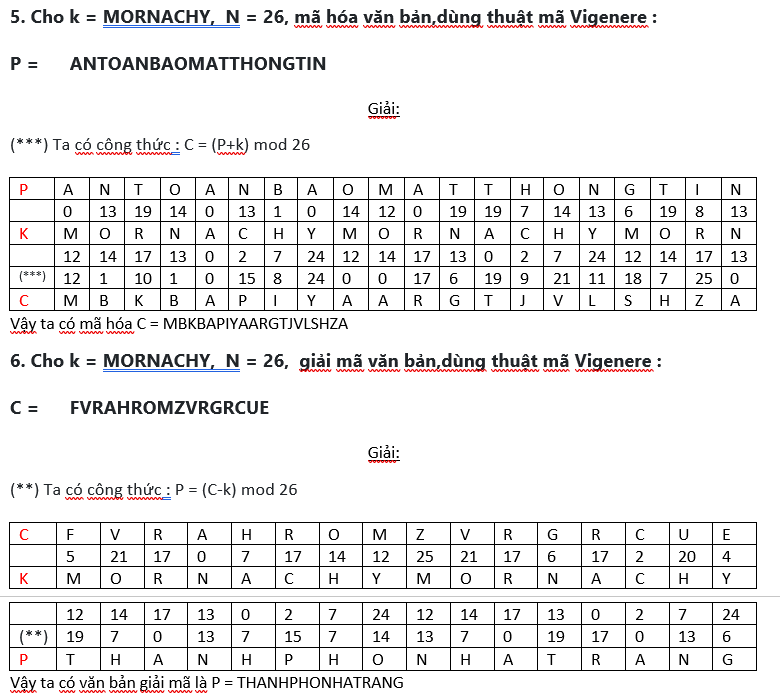 5. Cho k = MORNACHY, N = 26, mã hóa văn bản,dùng thuật mã Vigenere :
P = ANTOANBAOMATTHONGTIN
Giải:
(***) Ta có công thức : C = (P+k) mod 26
P A N T O A N B A O M A T T H O N G T I N
0 13 19 14 0 13 1 0 14 12 0 19 19 7 14 13 6 19 8 13
K M O R N A C H Y M O R N A C H Y M O R N
12 14 17 13 0 2 7 24 12 14 17 13 0 2 7 24 12 14 17 13
(***) 12 1 10 1 0 15 8 24 0 0 17 6 19 9 21 11 18 7 25 0
C M B K B A P I Y A A R G T J V L S H Z A
Vậy ta có mã hóa C = MBKBAPIYAARGTJVLSHZA
6. Cho k = MORNACHY, N = 26, giải mã văn bản,dùng thuật mã Vigenere :
C = FVRAHROMZVRGRCUE
Giải:
(**) Ta có công thức : P = (C-k) mod 26
C F V R A H R O M Z V R G R C U E
5 21 17 0 7 17 14 12 25 21 17 6 17 2 20 4
K M O R N A C H Y M O R N A C H Y
12 14 17 13 0 2 7 24 12 14 17 13 0 2 7 24
(**) 19 7 0 13 7 15 7 14 13 7 0 19 17 0 13 6
P T H A N H P H O N H A T R A N G
Vậy ta có văn bản giải mã là P = THANHPHONHATRANG